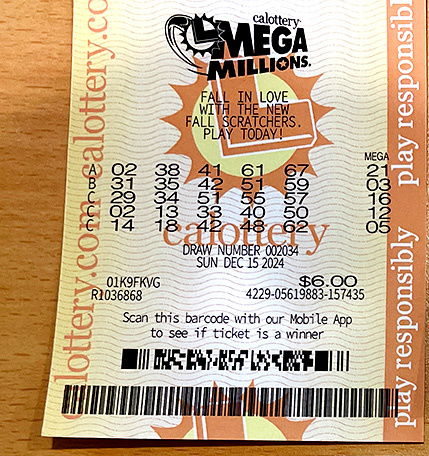 calottery
MEGA
MILLIONS.
FALL IN LOVE
WITH THE NEW
FALL SCRATCHERS.
PLAY TODAY!
MEGA
A 02 38 41 61 67 21
B 31 35 42 51 59 03
C 29 34 51 55 57 16
C 02 13 33 40 50 12
C 14 18 42 48 62 05
calottery
DRAW NUMBER 002034
SUN DEC 15 2024
01K9FKVG $6.00
R1036868 4229-05619883-157435
Scan this barcode with our Mobile App
to see if ticket is a winner
calottery.com calottery.co
play responsibly play responsibly